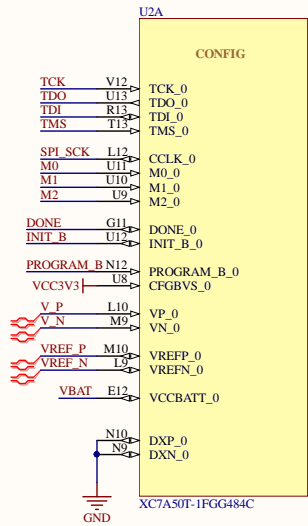 U2A
CONFIG
TCK V12 TCK_0
TDO U13 TDO_0
TDI R13 TDI_0
TMS T13 TMS_0
SPI_SCK L12 CCLK_0
M0 U11 M0_0
M1 U10 M1_0
M2 U9 M2_0
DONE G11 DONE_0
INIT_B U12 INIT_B_0
PROGRAM_B N12 PROGRAM_B_0
VCC3V3 U8 CFGBVS_0
V_P L10 VP_0
V_N M9 VN_0
VREF_P M10 VREFP_0
VREF_N L9 VREFN_0
VBAT E12 VCCBATT_0
N10 DXP_0
N9 DXN_0
GND
XC7A50T-1FGG484C